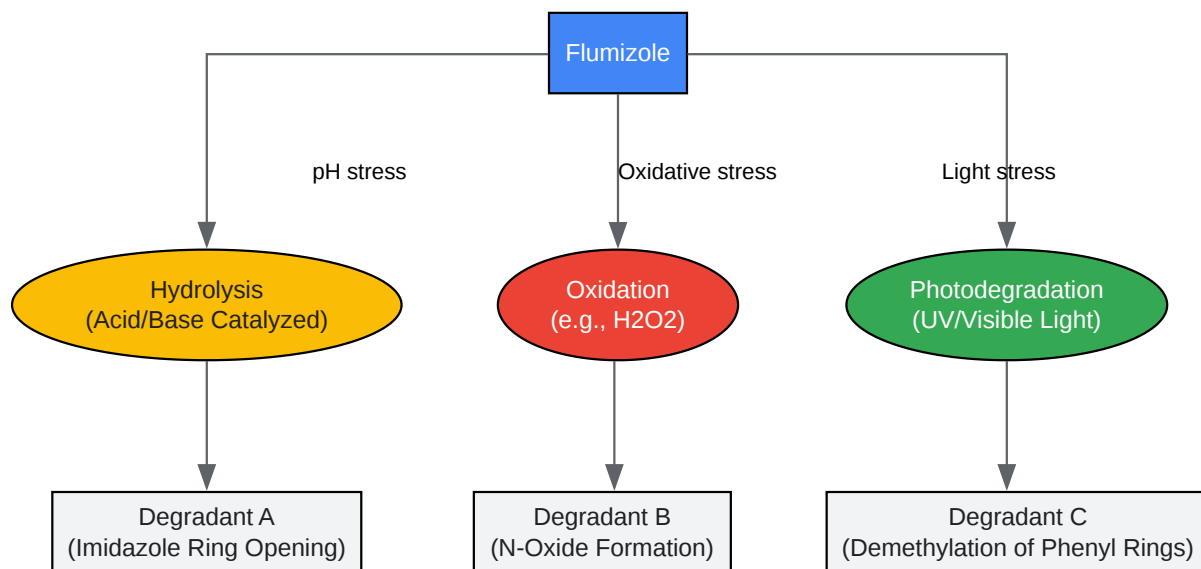 Flumizole
pH stress
Oxidative stress
Light stress
Hydrolysis
(Acid/Base Catalyzed)
Oxidation
(e.g., H2O2)
Photodegradation
(UV/Visible Light)
Degradant A
(Imidazole Ring Opening)
Degradant B
(N-Oxide Formation)
Degradant C
(Demethylation of Phenyl Rings)